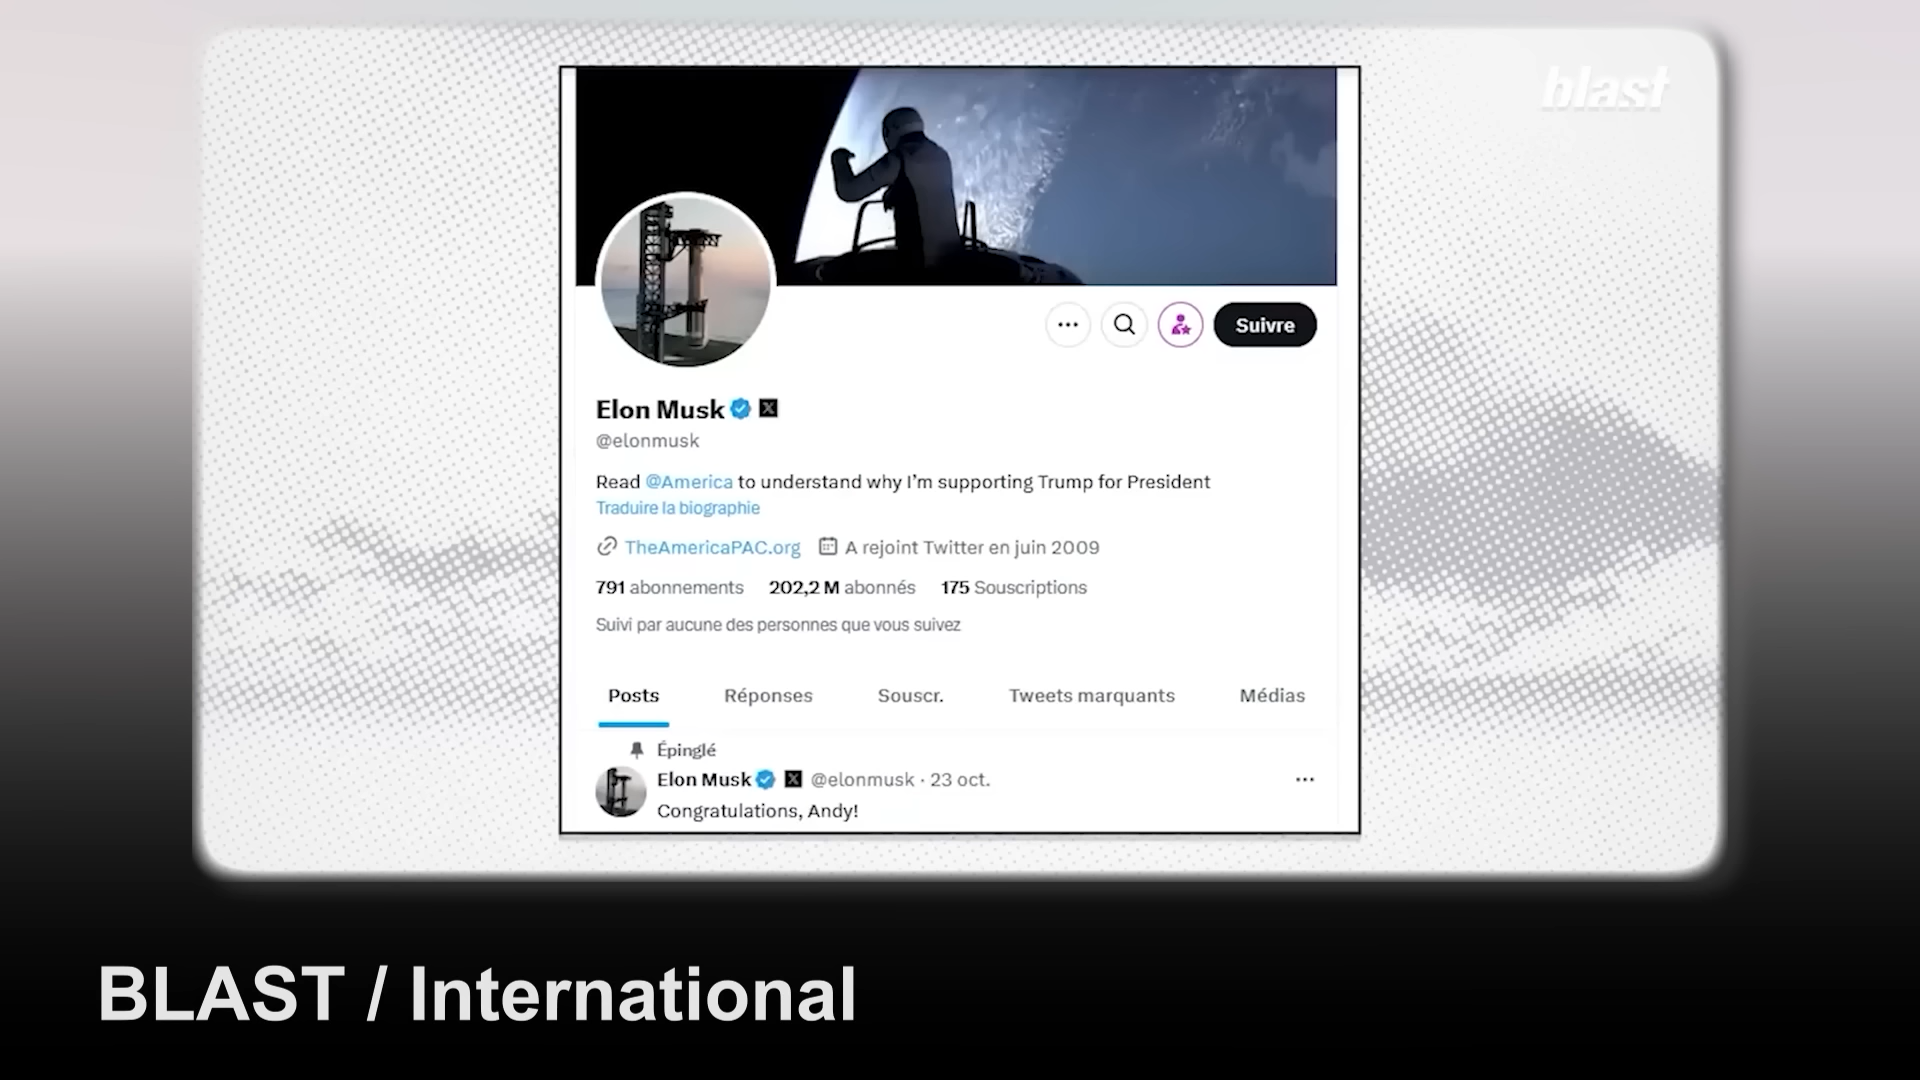 blast
Suivre
Elon Musk
@elonmusk
Read @America to understand why I'm supporting Trump for President
Traduire la biographie
TheAmericaPAC.org A rejoint Twitter en juin 2009
791 abonnements 202,2 M abonnés 175 Souscriptions
Suivi par aucune des personnes que vous suivez
Posts Réponses Souscr. Tweets marquants Médias
Épinglé
Elon Musk @elonmusk · 23 oct.
Congratulations, Andy!
BLAST / International